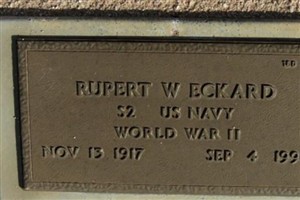 RUPERT W ECKARD
S2 US NAVY
WORLD WAR II
NOV 13 1917 SEP 4 199